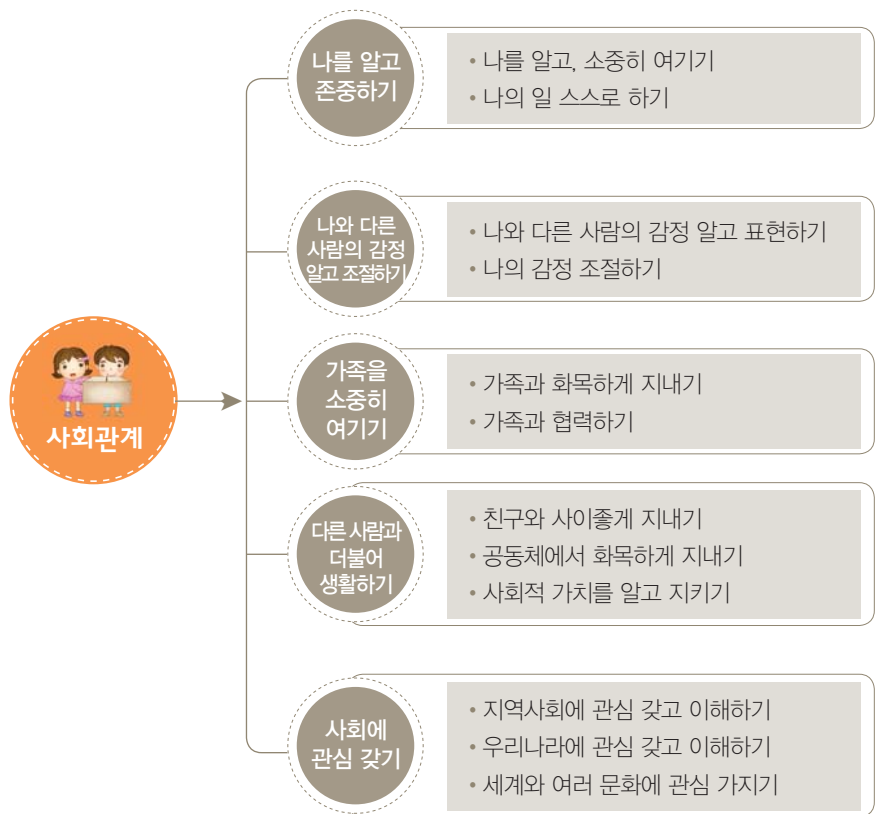 사회관계
나를 알고
존중하기
• 나를 알고, 소중히 여기기
• 나의 일 스스로 하기
나와 다른
사람의 감정
알고 조절하기
• 나와 다른 사람의 감정 알고 표현하기
• 나의 감정 조절하기
가족을
소중히
여기기
• 가족과 화목하게 지내기
• 가족과 협력하기
다른 사람과
더불어
생활하기
• 친구와 사이좋게 지내기
• 공동체에서 화목하게 지내기
• 사회적 가치를 알고 지키기
사회에
관심 갖기
• 지역사회에 관심 갖고 이해하기
• 우리나라에 관심 갖고 이해하기
• 세계와 여러 문화에 관심 가지기